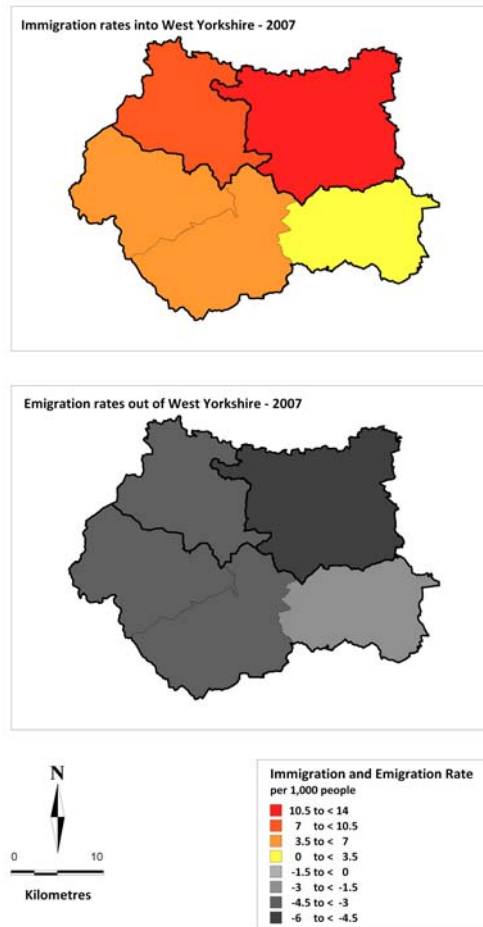 Immigration rates into West Yorkshire - 2007
Emigration rates out of West Yorkshire - 2007
N
0 10
Kilometres
Immigration and Emigration Rate
per 1,000 people
10.5 to < 14
7 to < 10.5
3.5 to < 7
0 to < 3.5
-1.5 to < 0
-3 to < -1.5
-4.5 to < -3
-6 to < -4.5